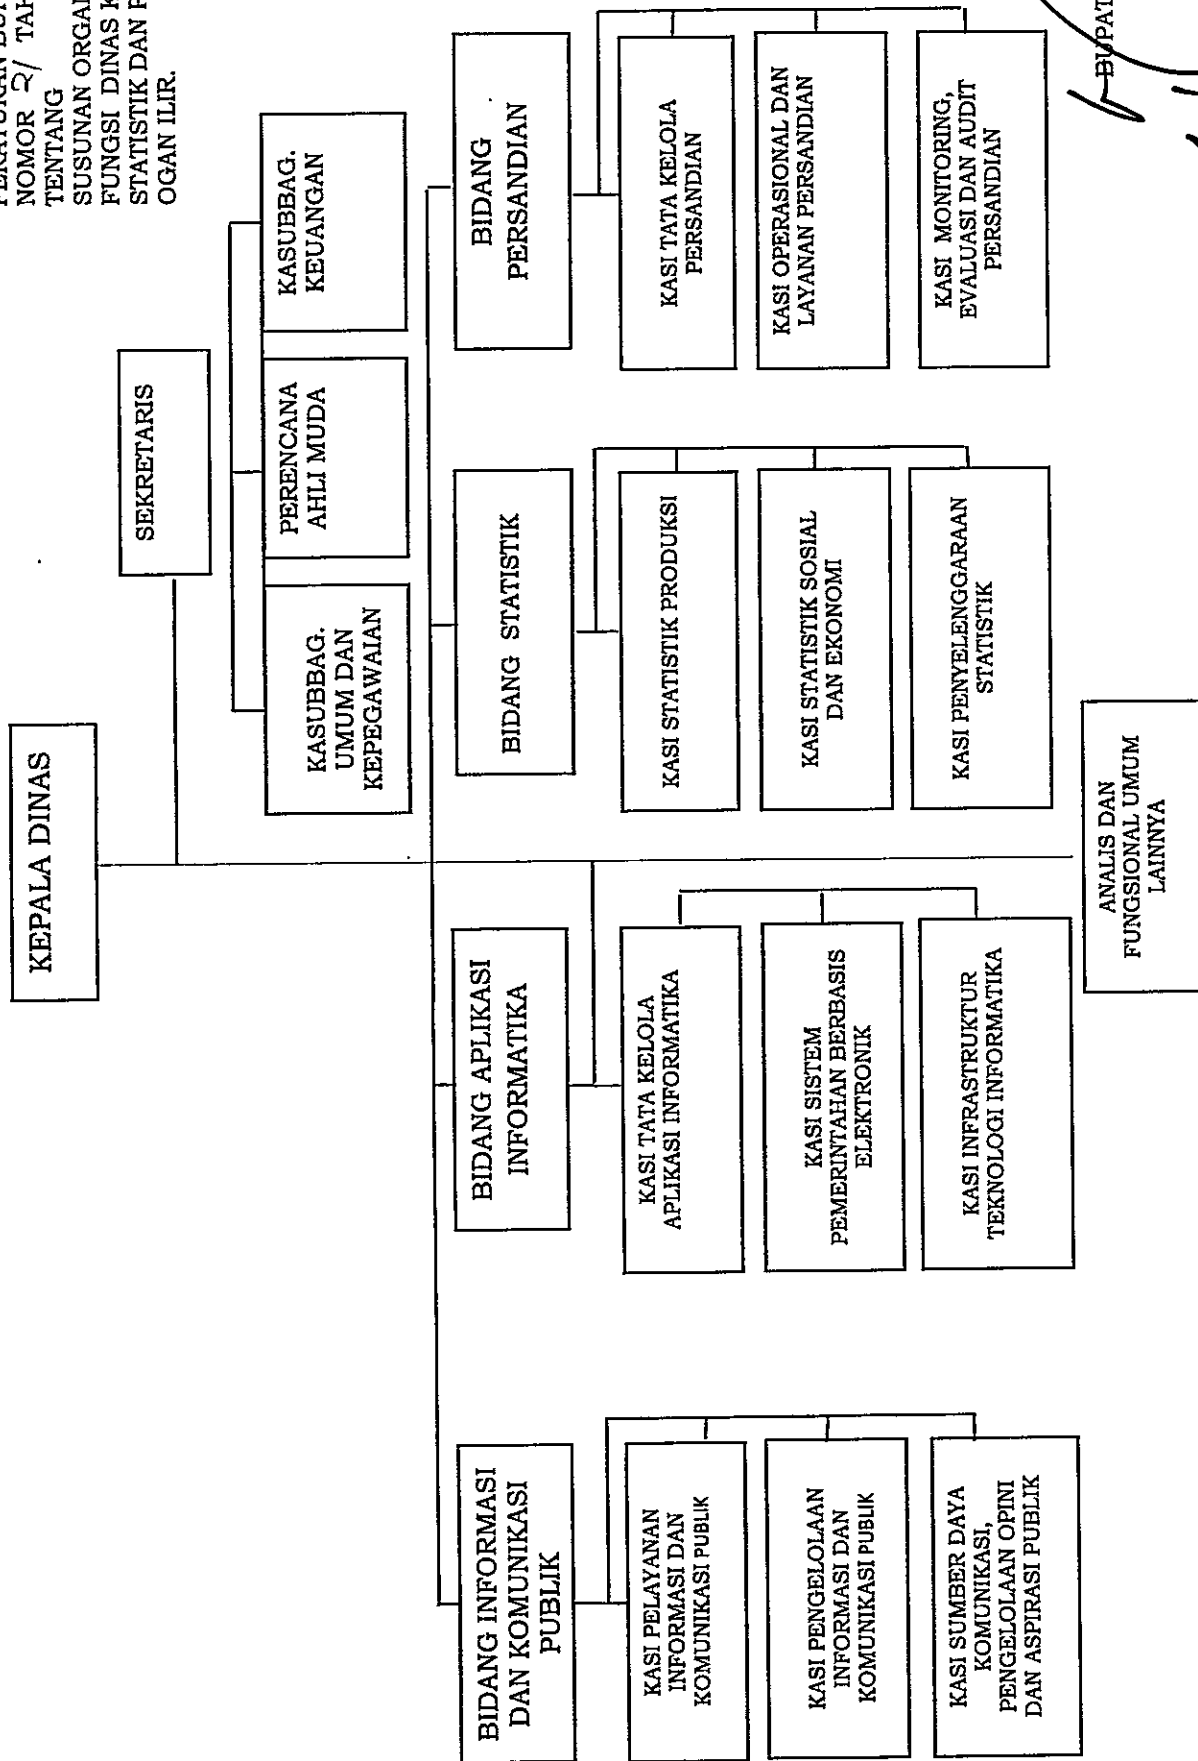 NOMOR 21 TAH
TENTANG
SUSUNAN ORGAN
FUNGSI DINAS K
STATISTIK DAN P
OGAN ILIR.
KEPALA DINAS
SEKRETARIS
KASUBBAG.
UMUM DAN
KEPEGAWAIAN
PERENCANA
AHLI MUDA
KASUBBAG.
KEUANGAN
BIDANG INFORMASI
DAN KOMUNIKASI
PUBLIK
BIDANG APLIKASI
INFORMATIKA
BIDANG STATISTIK
BIDANG
PERSANDIAN
KASI PELAYANAN
INFORMASI DAN
KOMUNIKASI PUBLIK
KASI TATA KELOLA
APLIKASI INFORMATIKA
KASI STATISTIK PRODUKSI
KASI TATA KELOLA
PERSANDIAN
KASI PENGELOLAAN
INFORMASI DAN
KOMUNIKASI PUBLIK
KASI SISTEM
PEMERINTAHAN BERBASIS
ELEKTRONIK
KASI STATISTIK SOSIAL
DAN EKONOMI
KASI OPERASIONAL DAN
LAYANAN PERSANDIAN
KASI SUMBER DAYA
KOMUNIKASI,
PENGELOLAAN OPINI
DAN ASPIRASI PUBLIK
KASI INFRASTRUKTUR
TEKNOLOGI INFORMATIKA
KASI PENYELENGGARAAN
STATISTIK
KASI MONITORING,
EVALUASI DAN AUDIT
PERSANDIAN
ANALIS DAN
FUNGSIONAL UMUM
LAINNYA
BUPAT